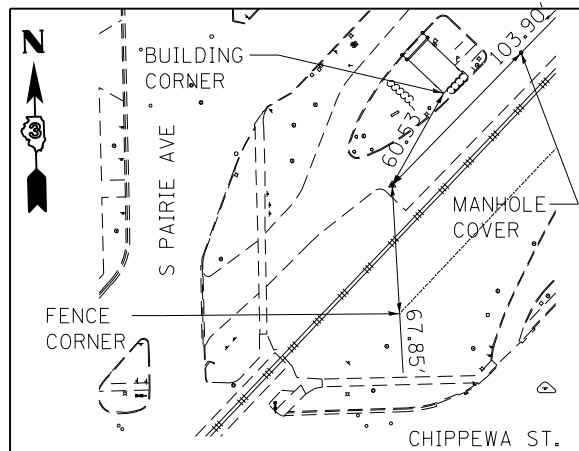 N
3
BUILDING
CORNER
103.90'
60.53'
S PAIRIE AVE
MANHOLE
COVER
FENCE
CORNER
67.85'
CHIPPEWA ST.